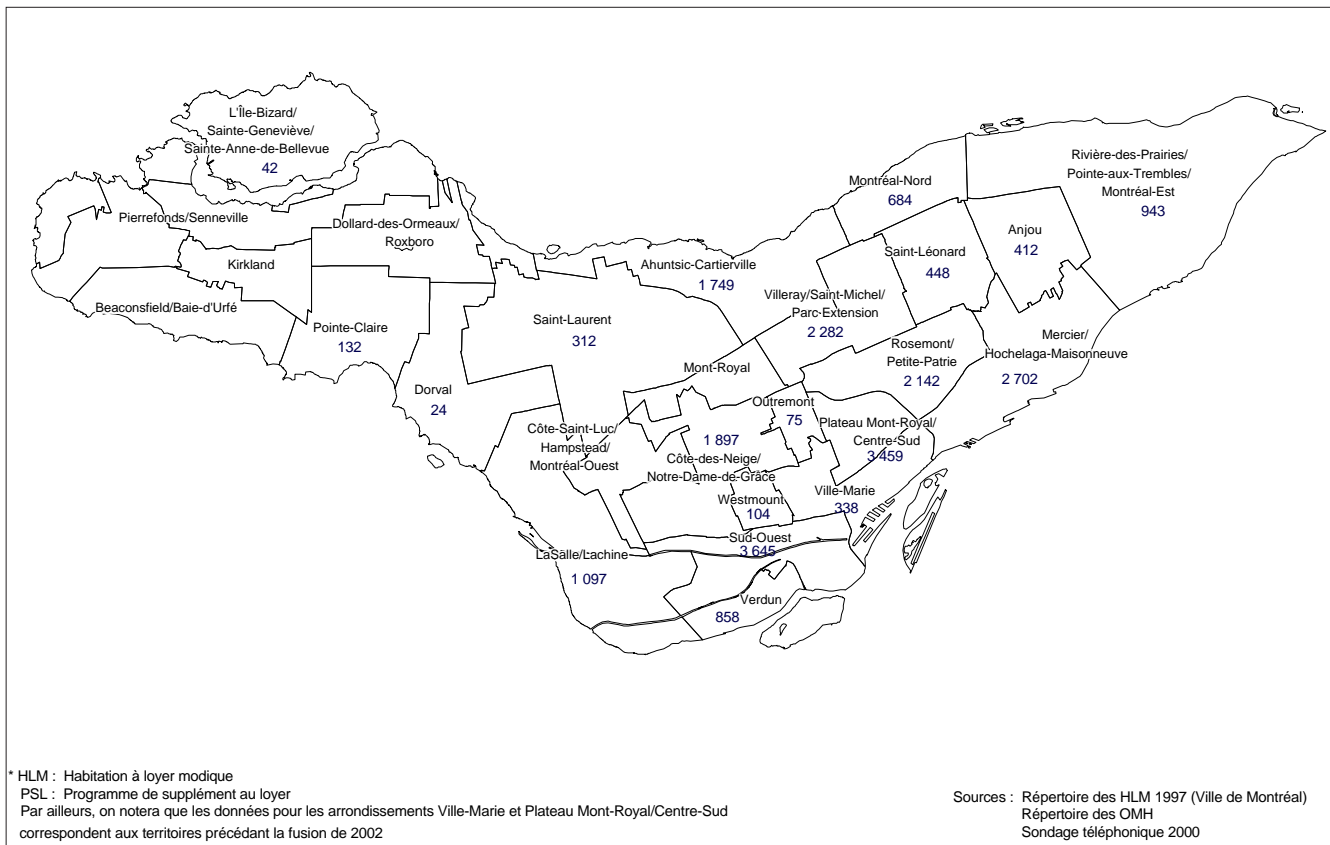 L'Île-Bizard/
Sainte-Geneviève/
Sainte-Anne-de-Bellevue
42
Pierrefonds/Senneville
Dollard-des-Ormeaux/
Roxboro
Kirkland
Beaconsfield/Baie-d'Urfé
Pointe-Claire
132
Dorval
24
Saint-Laurent
312
Ahuntsic-Cartierville
1 749
Montréal-Nord
684
Rivière-des-Prairies/
Pointe-aux-Trembles/
Montréal-Est
943
Anjou
412
Saint-Léonard
448
Villeray/Saint-Michel/
Parc-Extension
2 282
Rosemont/
Petite-Patrie
2 142
Mercier/
Hochelaga-Maisonneuve
2 702
Mont-Royal
Outremont
75
Plateau Mont-Royal/
Centre-Sud
3 459
Côte-Saint-Luc/
Hampstead/
Montréal-Ouest
1 897
Côte-des-Neige/
Notre-Dame-de-Grâce
Westmount
104
Ville-Marie
338
Sud-Ouest
3 645
LaSalle/Lachine
1 097
Verdun
858
* HLM : Habitation à loyer modique
PSL : Programme de supplément au loyer
Par ailleurs, on notera que les données pour les arrondissements Ville-Marie et Plateau Mont-Royal/Centre-Sud
correspondent aux territoires précédant la fusion de 2002
Sources : Répertoire des HLM 1997 (Ville de Montréal)
Répertoire des OMH
Sondage téléphonique 2000